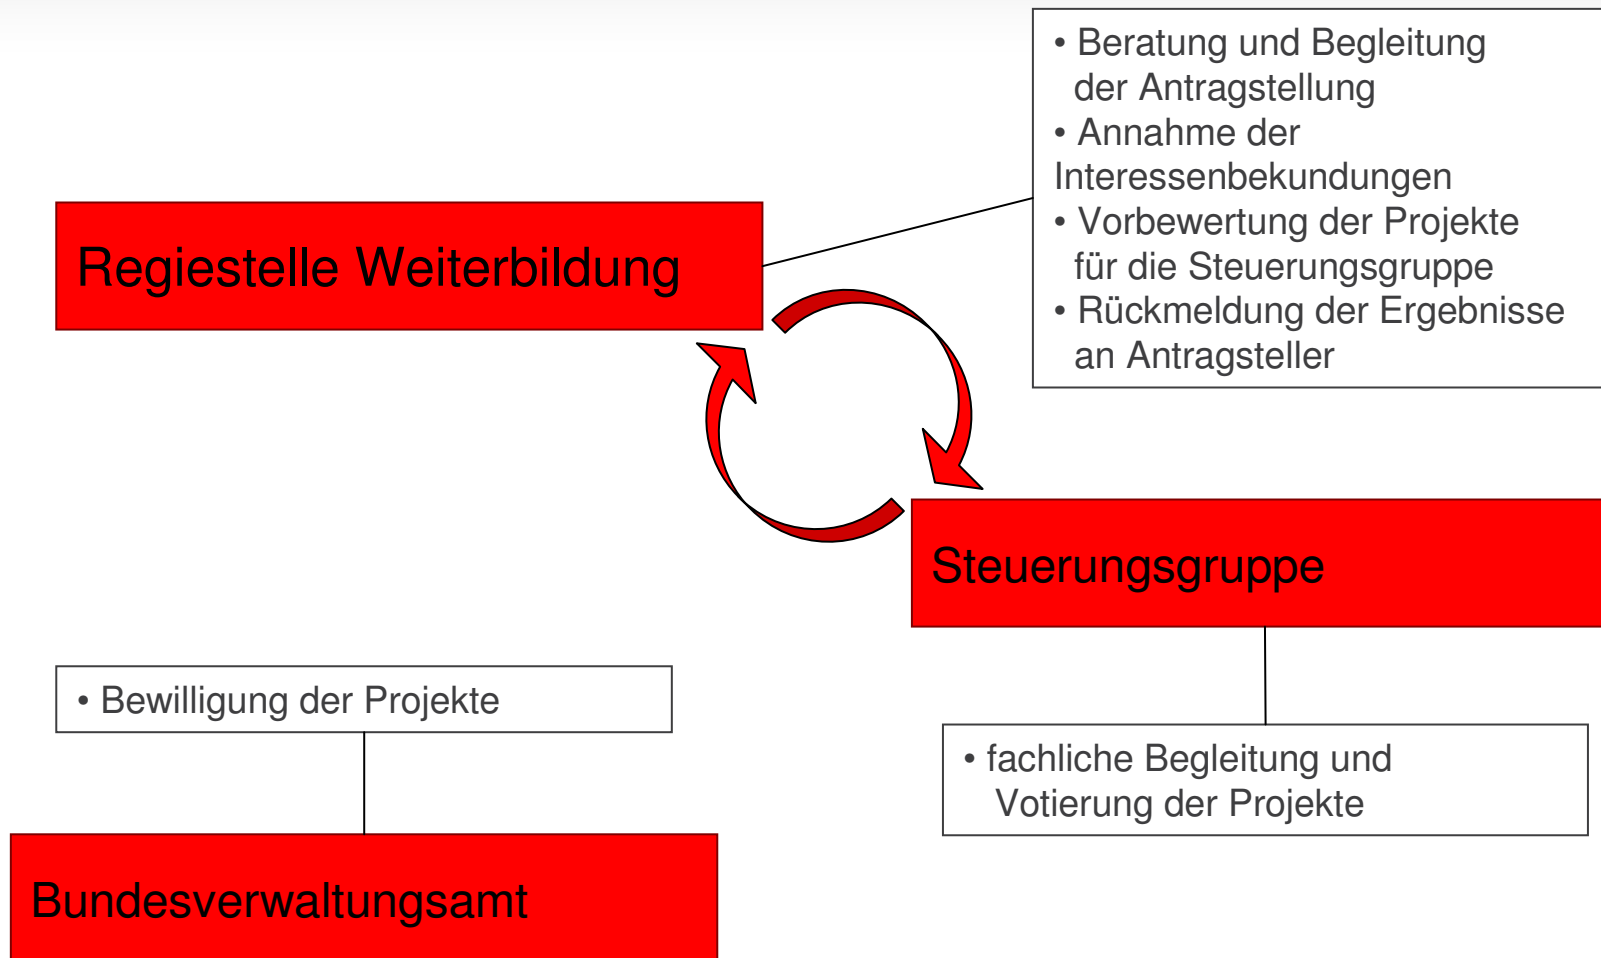 • Beratung und Begleitung
der Antragstellung
• Annahme der
Interessenbekundungen
• Vorbewertung der Projekte
für die Steuerungsgruppe
• Rückmeldung der Ergebnisse
an Antragsteller
Regiestelle Weiterbildung
Steuerungsgruppe
• Bewilligung der Projekte
• fachliche Begleitung und
Votierung der Projekte
Bundesverwaltungsamt